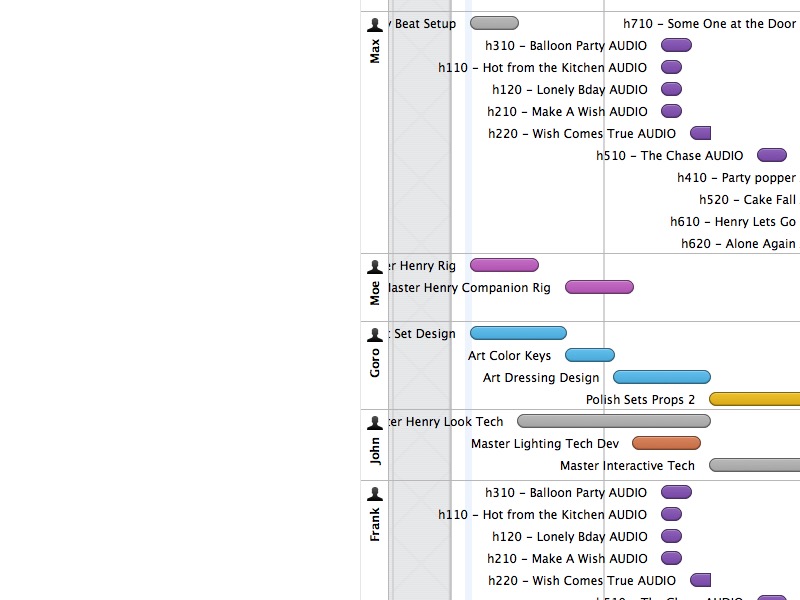 Max
Beat Setup
h710 – Some One at the Door
h310 – Balloon Party AUDIO
h110 – Hot from the Kitchen AUDIO
h120 – Lonely Bday AUDIO
h210 – Make A Wish AUDIO
h220 – Wish Comes True AUDIO
h510 – The Chase AUDIO
h410 – Party popper
h520 – Cake Fall
h610 – Henry Lets Go
h620 – Alone Again
Moe
er Henry Rig
laster Henry Companion Rig
Goro
Set Design
Art Color Keys
Art Dressing Design
Polish Sets Props 2
John
er Henry Look Tech
Master Lighting Tech Dev
Master Interactive Tech
Frank
h310 – Balloon Party AUDIO
h110 – Hot from the Kitchen AUDIO
h120 – Lonely Bday AUDIO
h210 – Make A Wish AUDIO
h220 – Wish Comes True AUDIO